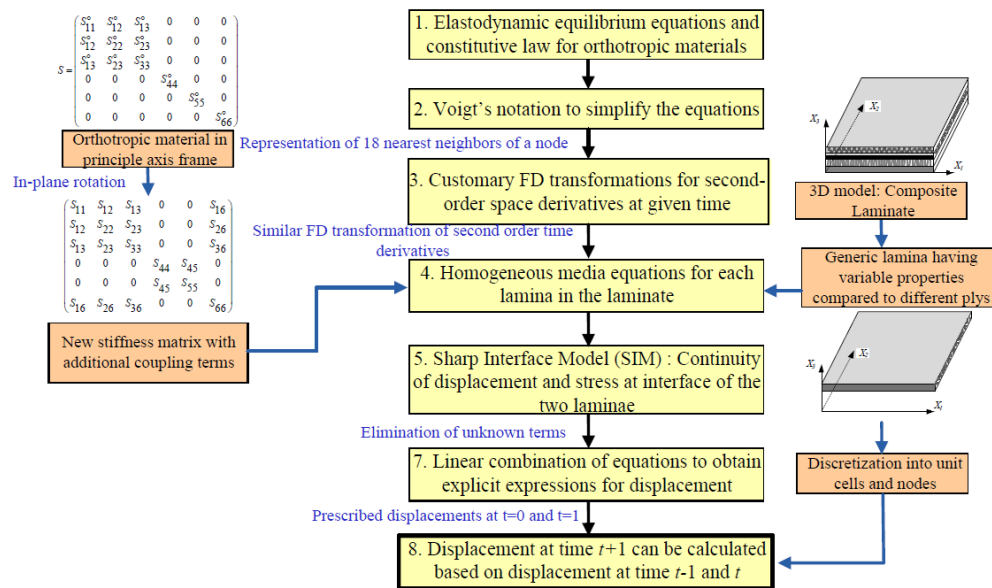 S°11 S°12 S°13 0 0 0
S°12 S°22 S°23 0 0 0
S = S°13 S°23 S°33 0 0 0
0 0 0 S°44 0 0
0 0 0 0 S°55 0
0 0 0 0 0 S°66
Orthotropic material in
principle axis frame
In-plane rotation
S11 S12 S13 0 0 S16
S12 S22 S23 0 0 S26
S13 S23 S33 0 0 S36
0 0 0 S44 S45 0
0 0 0 S45 S55 0
S16 S26 S36 0 0 S66
New stiffness matrix with
additional coupling terms
1. Elastodynamic equilibrium equations and
constitutive law for orthotropic materials
2. Voigt's notation to simplify the equations
Representation of 18 nearest neighbors of a node
3. Customary FD transformations for second-
order space derivatives at given time
Similar FD transformation of second order time
derivatives
4. Homogeneous media equations for each
lamina in the laminate
5. Sharp Interface Model (SIM) : Continuity
of displacement and stress at interface of the
two laminae
Elimination of unknown terms
7. Linear combination of equations to obtain
explicit expressions for displacement
Prescribed displacements at t=0 and t=1
8. Displacement at time t+1 can be calculated
based on displacement at time t-1 and t
X3
X2
X1
3D model: Composite
Laminate
Generic lamina having
variable properties
compared to different plys
X3
X2
X1
Discretization into unit
cells and nodes